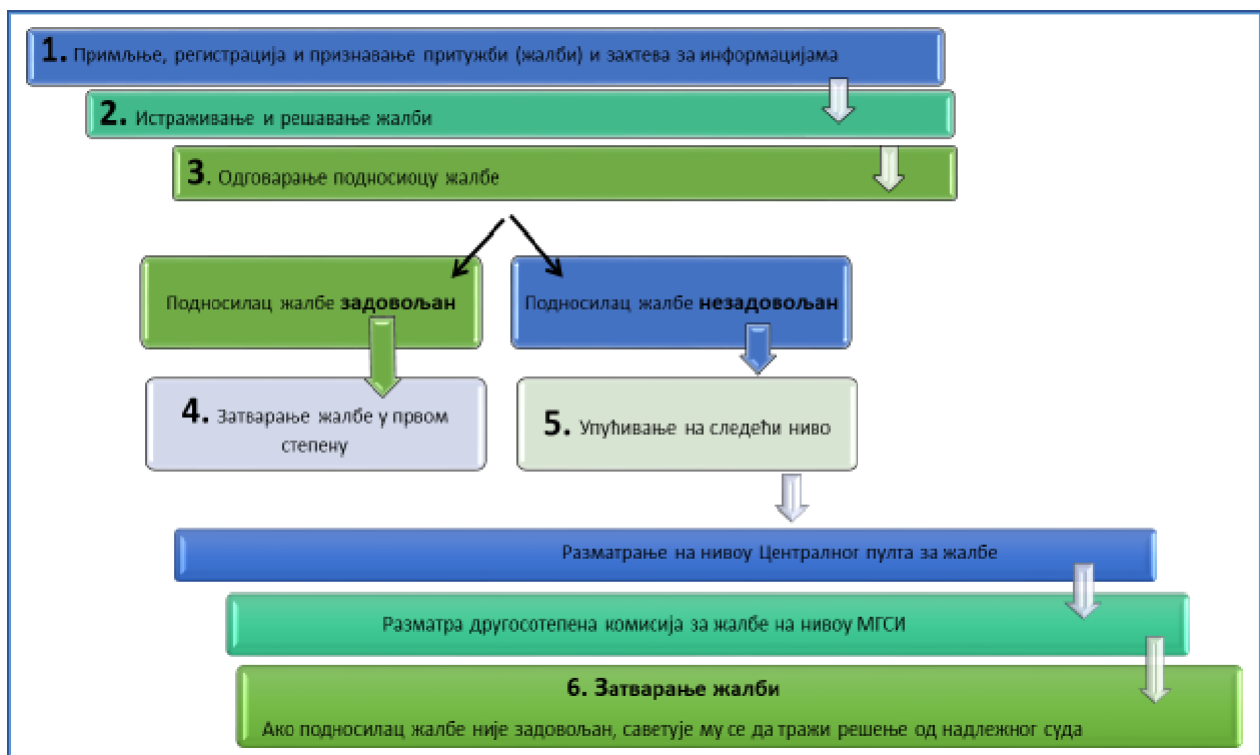 1. Примљње, регистрација и признавање притужби (жалби) и захтева за информацијама
2. Истраживање и решавање жалби
3. Одговарање подносиоцу жалбе
Подносилац жалбе задовољан
Подносилац жалбе незадовољан
4. Затварање жалбе у првом
степену
5. Упућивање на следећи ниво
Разматрање на нивоу Централног пулта за жалбе
Разматра другосотепена комисија за жалбе на нивоу МГСИ
6. Затварање жалби
Ако подносилац жалбе није задовољан, саветује му се да тражи решење од надлежног суда